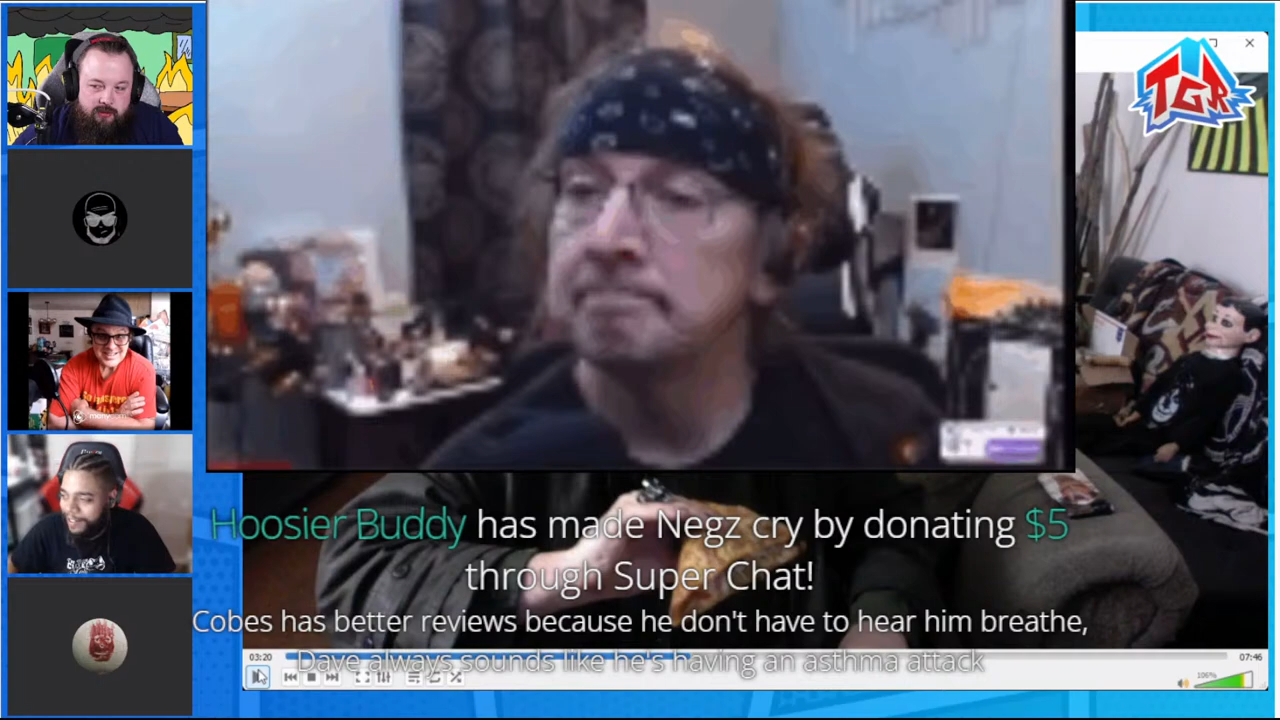 TGR
Hoosier Buddy has made Negz cry by donating $5
through Super Chat!
Cobes has better reviews because he don't have to hear him breathe,
Dave always sounds like he's having an asthma attack
03:20
07:46
106%